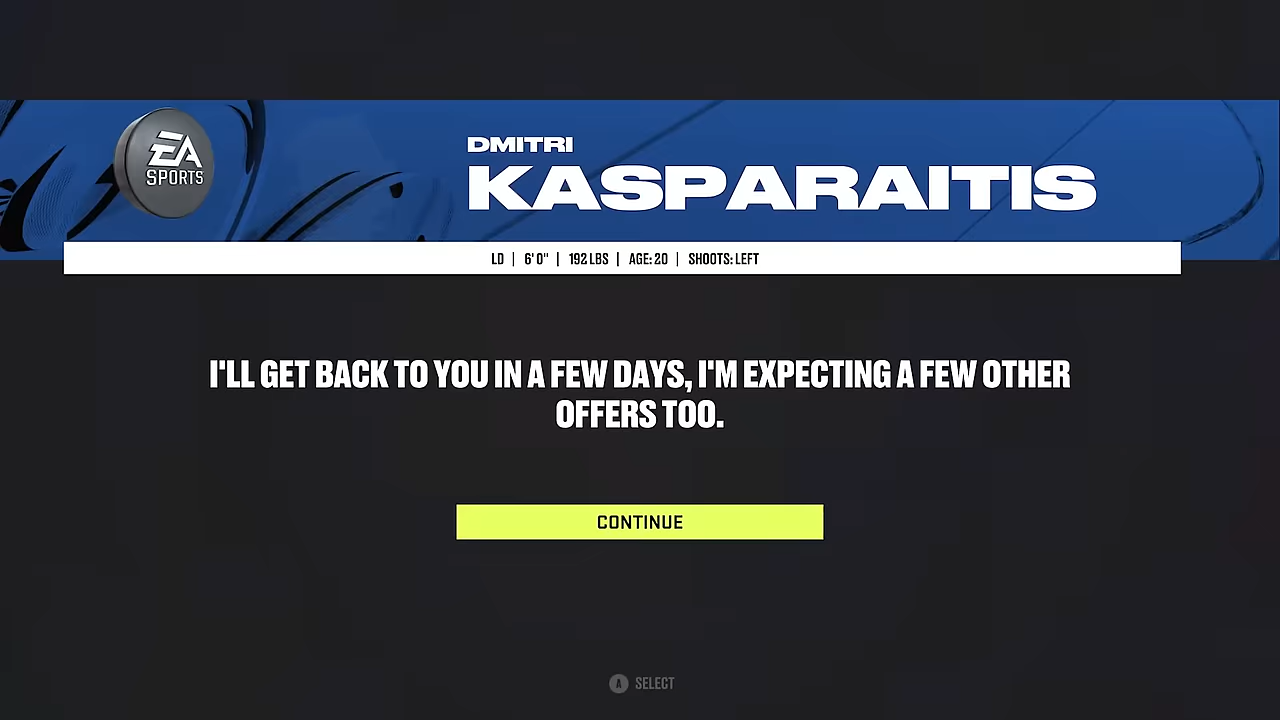 EA
SPORTS
DMITRI
KASPARAITIS
LD | 6' 0" | 192 LBS | AGE: 20 | SHOOTS: LEFT
I'LL GET BACK TO YOU IN A FEW DAYS, I'M EXPECTING A FEW OTHER
OFFERS TOO.
CONTINUE
A SELECT